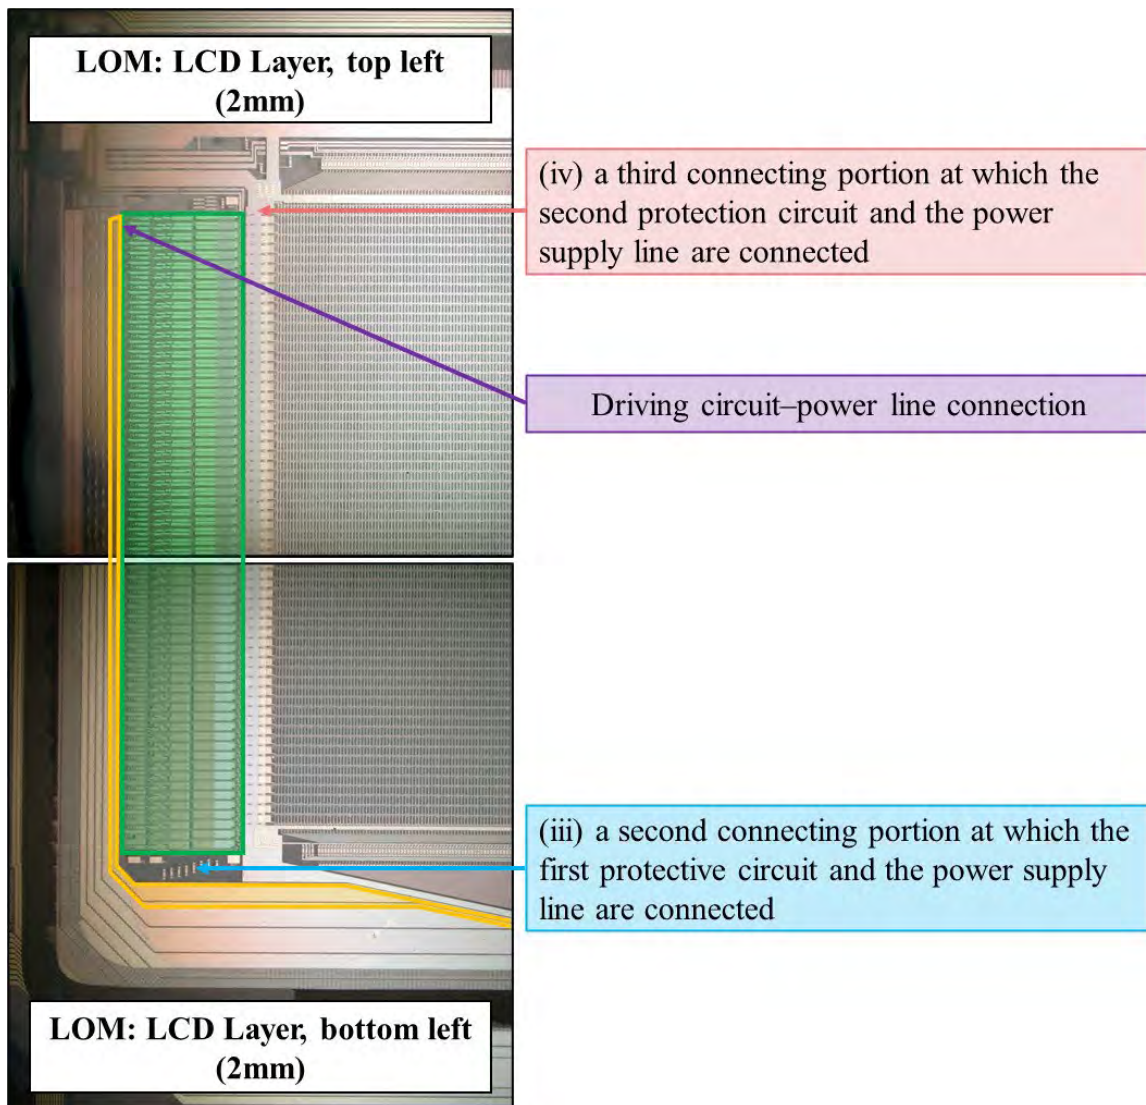 LOM: LCD Layer, top left
(2mm)
(iv) a third connecting portion at which the
second protection circuit and the power
supply line are connected
Driving circuit–power line connection
(iii) a second connecting portion at which the
first protective circuit and the power supply
line are connected
LOM: LCD Layer, bottom left
(2mm)